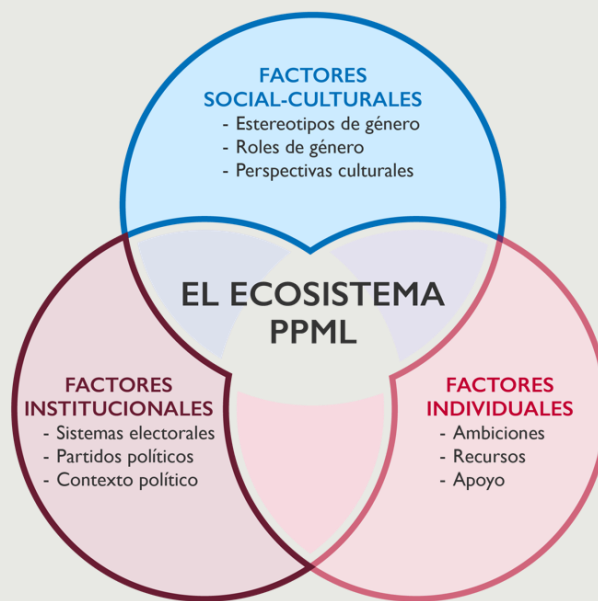 FACTORES
SOCIAL-CULTURALES
- Estereotipos de género
- Roles de género
- Perspectivas culturales
EL ECOSISTEMA
PPML
FACTORES
INSTITUCIONALES
- Sistemas electorales
- Partidos políticos
- Contexto político
FACTORES
INDIVIDUALES
- Ambiciones
- Recursos
- Apoyo